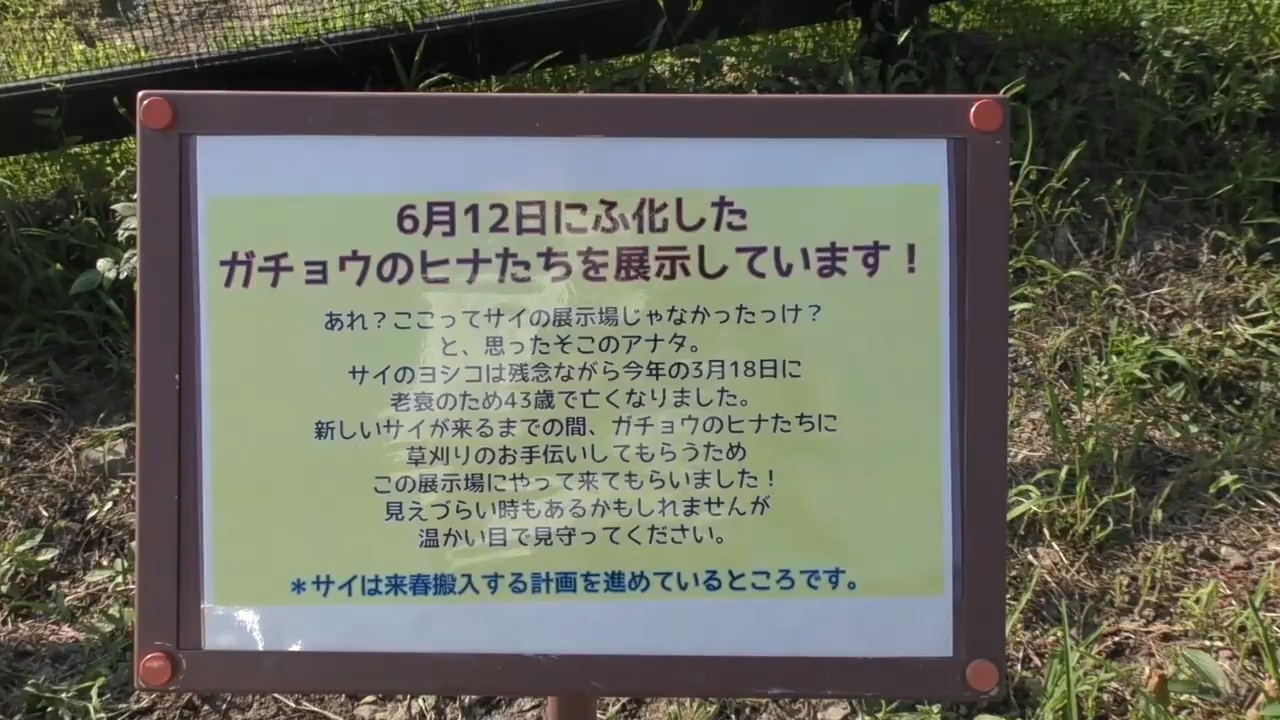 6月12日にふ化した
ガチョウのヒナたちを展示しています！
あれ？ここってサイの展示場じゃなかったっけ？
と、思ったそこのアナタ。
サイのヨシコは残念ながら今年の3月18日に
老衰のため43歳で亡くなりました。
新しいサイが来るまでの間、ガチョウのヒナたちに
草刈りのお手伝いしてもらうため
この展示場にやって来てもらいました！
見えづらい時もあるかもしれませんが
温かい目で見守ってください。
＊サイは来春搬入する計画を進めているところです。